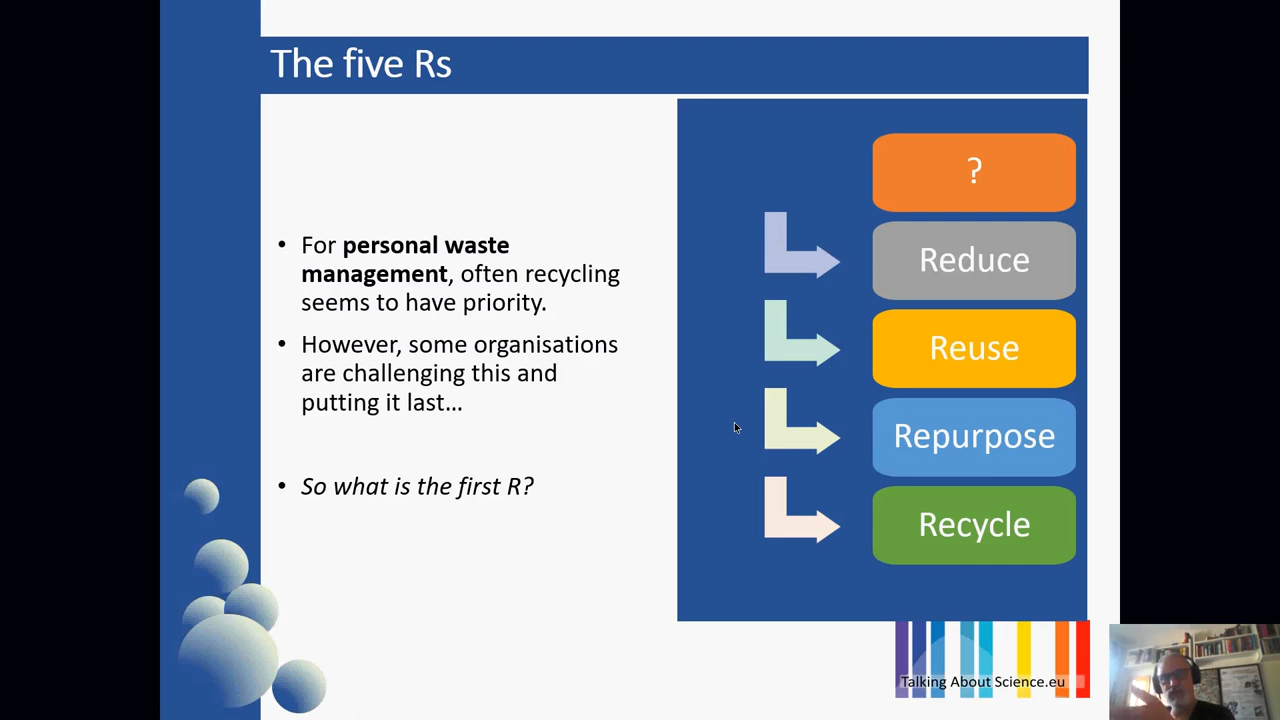 The five Rs
• For personal waste
management, often recycling
seems to have priority.
• However, some organisations
are challenging this and
putting it last...
• So what is the first R?
?
Reduce
Reuse
Repurpose
Recycle
Talking About Science.eu